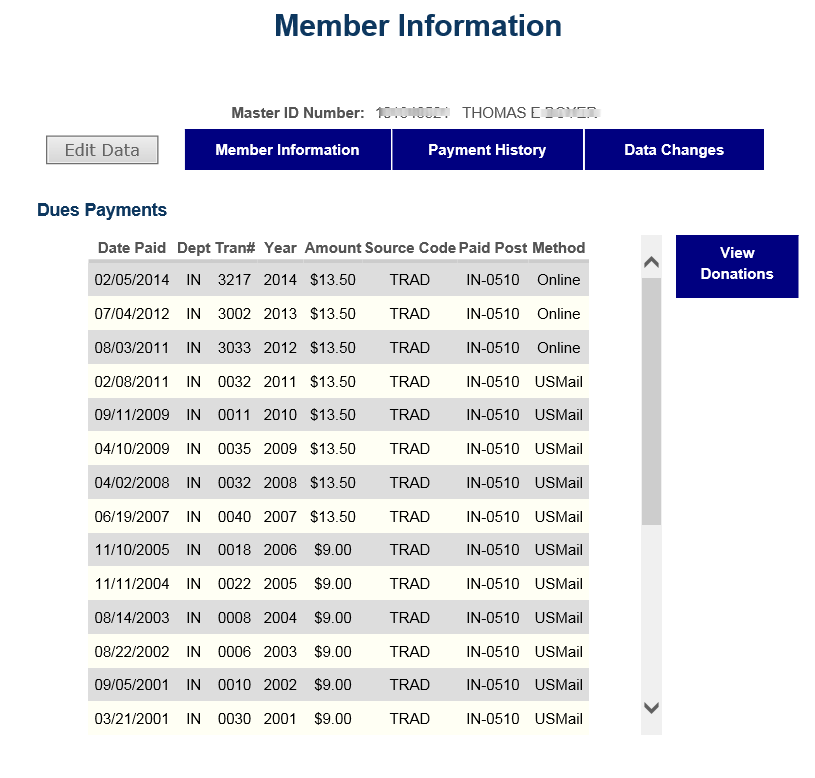 Member Information
Master ID Number: THOMAS E
Edit Data
Member Information Payment History Data Changes
Dues Payments
Date Paid Dept Tran# Year Amount Source Code Paid Post Method
View
Donations
02/05/2014 IN 3217 2014 $13.50 TRAD IN-0510 Online
07/04/2012 IN 3002 2013 $13.50 TRAD IN-0510 Online
08/03/2011 IN 3033 2012 $13.50 TRAD IN-0510 Online
02/08/2011 IN 0032 2011 $13.50 TRAD IN-0510 USMail
09/11/2009 IN 0011 2010 $13.50 TRAD IN-0510 USMail
04/10/2009 IN 0035 2009 $13.50 TRAD IN-0510 USMail
04/02/2008 IN 0032 2008 $13.50 TRAD IN-0510 USMail
06/19/2007 IN 0040 2007 $13.50 TRAD IN-0510 USMail
11/10/2005 IN 0018 2006 $9.00 TRAD IN-0510 USMail
11/11/2004 IN 0022 2005 $9.00 TRAD IN-0510 USMail
08/14/2003 IN 0008 2004 $9.00 TRAD IN-0510 USMail
08/22/2002 IN 0006 2003 $9.00 TRAD IN-0510 USMail
09/05/2001 IN 0010 2002 $9.00 TRAD IN-0510 USMail
03/21/2001 IN 0030 2001 $9.00 TRAD IN-0510 USMail